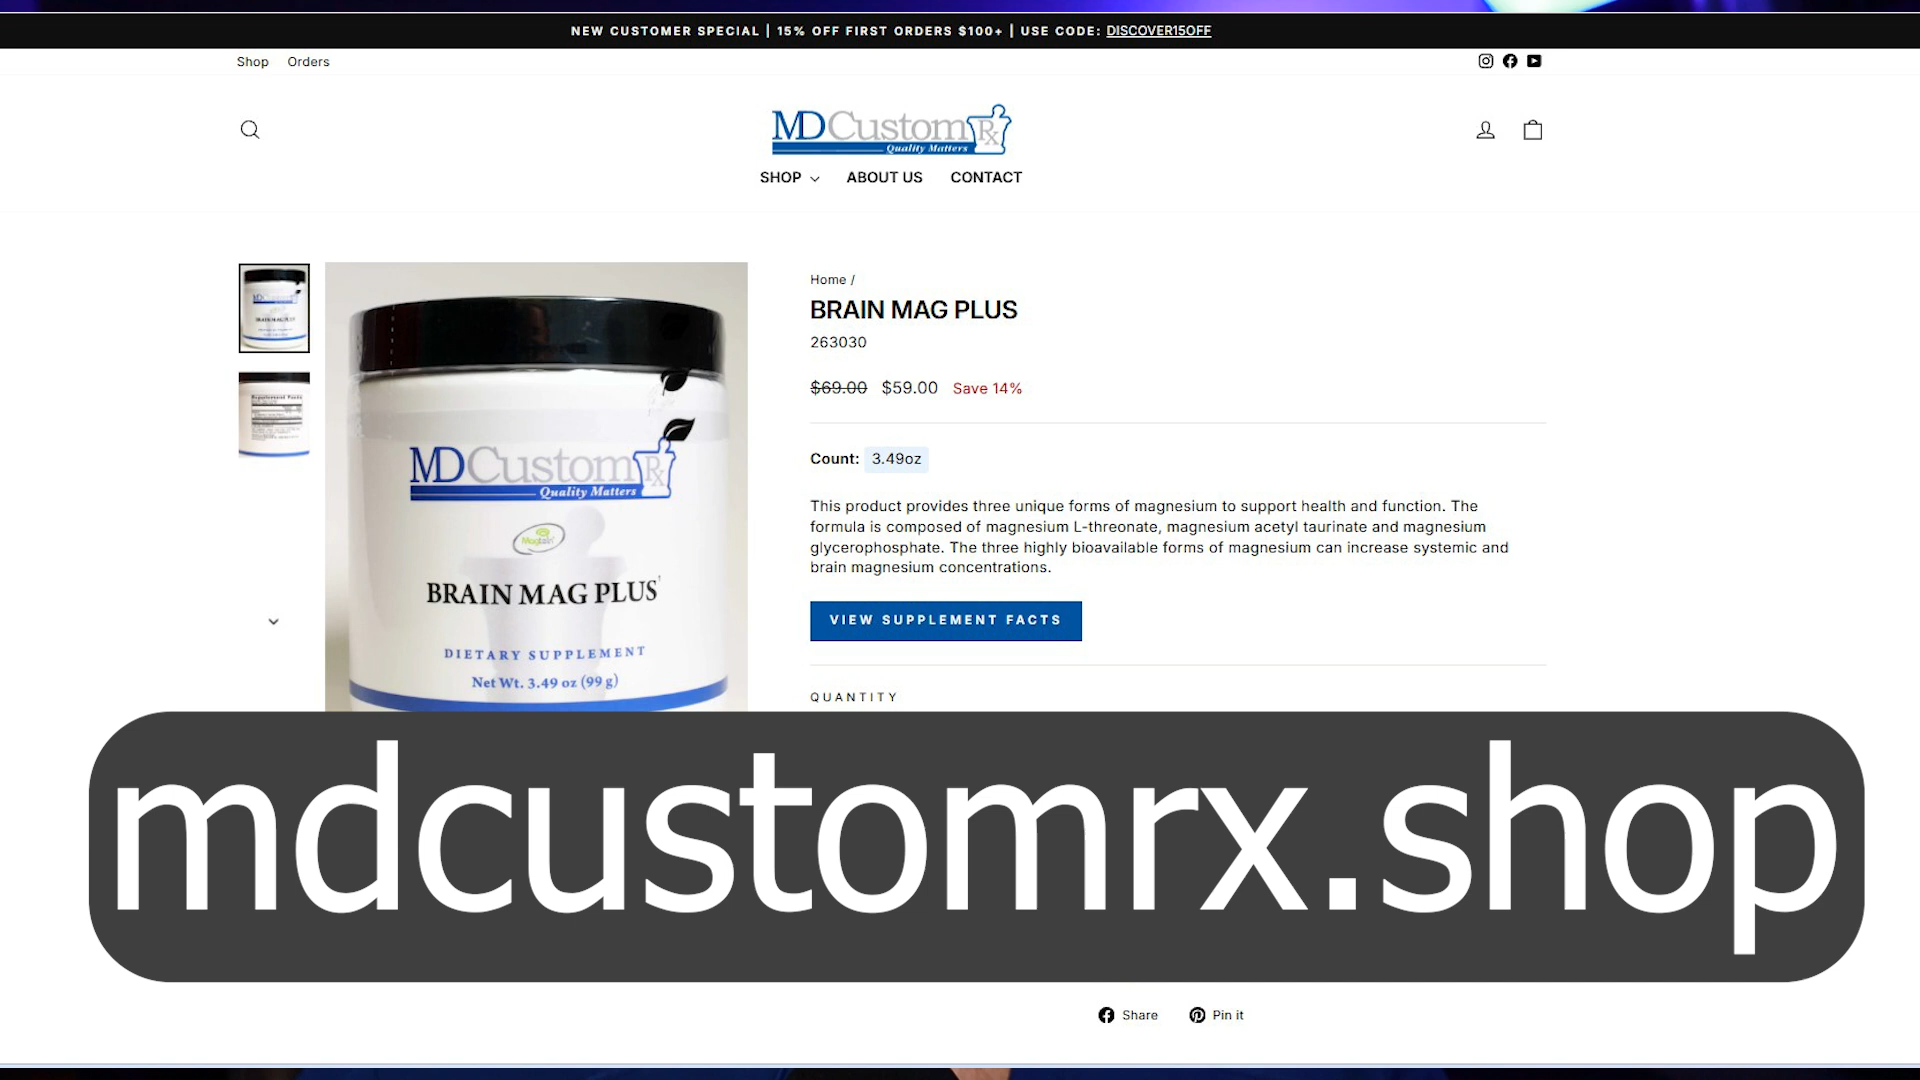 NEW CUSTOMER SPECIAL | 15% OFF FIRST ORDERS $100+ | USE CODE: DISCOVER15OFF
Shop Orders
MDCustom Rx
Quality Matters
SHOP ABOUT US CONTACT
Home /
BRAIN MAG PLUS
263030
$69.00 $59.00 Save 14%
Count: 3.49oz
This product provides three unique forms of magnesium to support health and function. The
formula is composed of magnesium L-threonate, magnesium acetyl taurinate and magnesium
glycerophosphate. The three highly bioavailable forms of magnesium can increase systemic and
brain magnesium concentrations.
VIEW SUPPLEMENT FACTS
QUANTITY
MDCustom Rx
Quality Matters
Magtein
BRAIN MAG PLUS
DIETARY SUPPLEMENT
Net Wt. 3.49 oz (99 g)
Supplement Facts
mdcustomrx.shop
Share Pin it